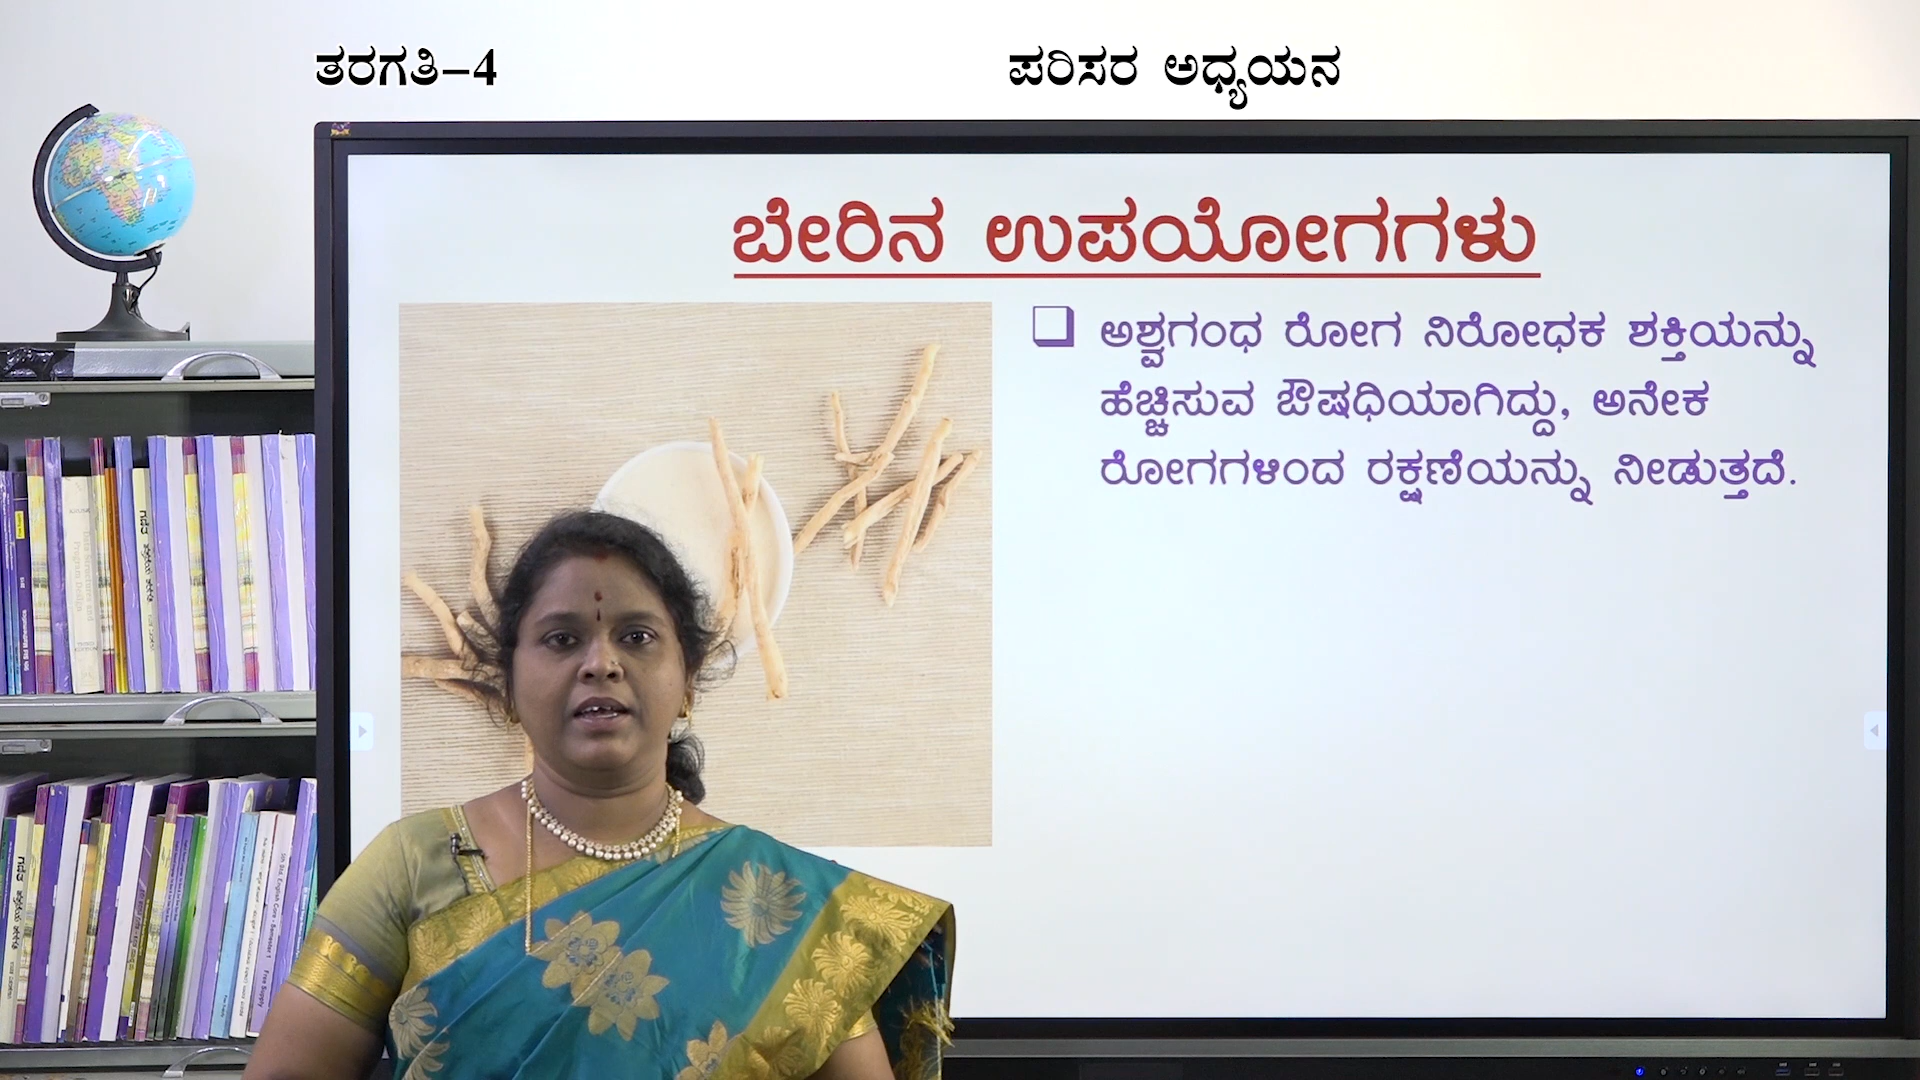 ತರಗತಿ–4
ಪರಿಸರ ಅಧ್ಯಯನ
ಬೇರಿನ ಉಪಯೋಗಗಳು
❑ ಅಶ್ವಗಂಧ ರೋಗ ನಿರೋಧಕ ಶಕ್ತಿಯನ್ನು
ಹೆಚ್ಚಿಸುವ ಔಷಧಿಯಾಗಿದ್ದು, ಅನೇಕ
ರೋಗಗಳಿಂದ ರಕ್ಷಣೆಯನ್ನು ನೀಡುತ್ತದೆ.